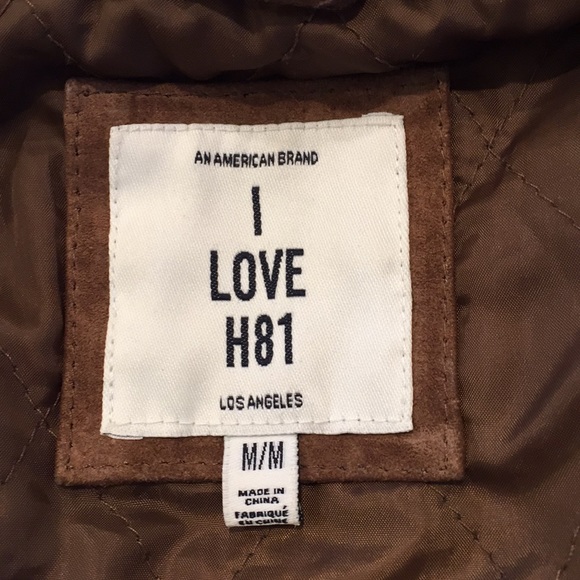 AN AMERICAN BRAND
I
LOVE
H81
LOS ANGELES
M/M
MADE IN
CHINA
FABRIQUÉ
EN CHINE